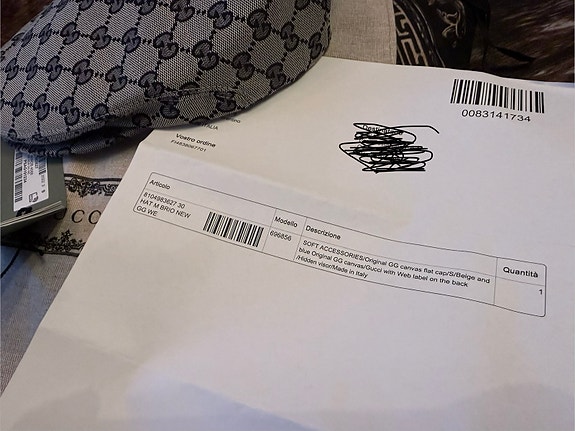 0083141734
ITALIA
Vostro ordine
Articolo
Modello
Descrizione
Quantità
8104983627 30
HAT M BRIO NEW
GG WE
696856
SOFT ACCESSORIES/Original GG canvas flat cap/S/Beige and
blue Original GG canvas/Gucci with Web label on the back
/Hidden visor/Made in Italy
1